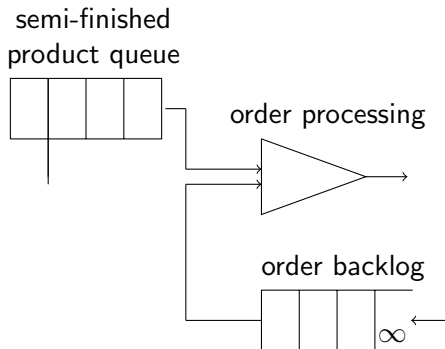 semi-finished
product queue
order processing
order backlog
∞